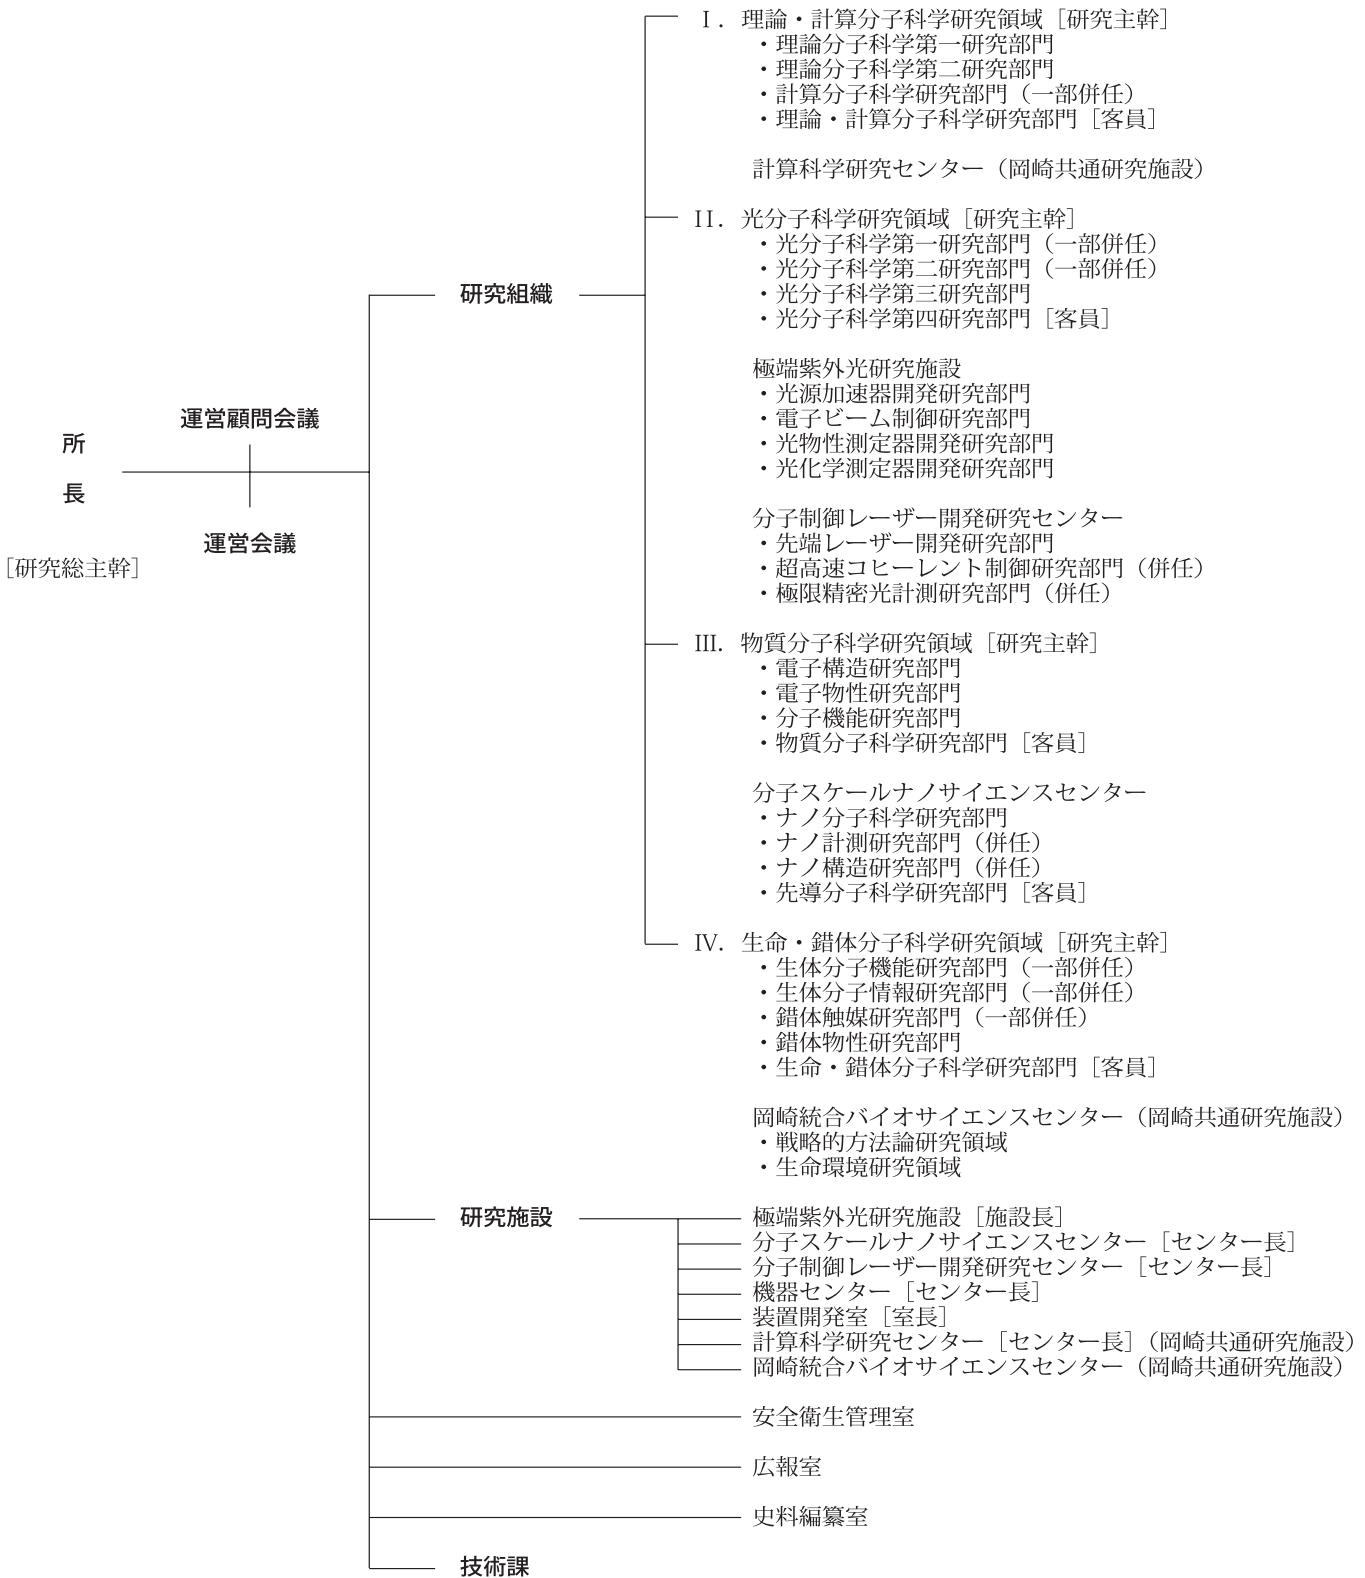 所
長
［研究総主幹］
運営顧問会議
運営会議
研究組織
I．理論・計算分子科学研究領域［研究主幹］
・理論分子科学第一研究部門
・理論分子科学第二研究部門
・計算分子科学研究部門（一部併任）
・理論・計算分子科学研究部門［客員］
計算科学研究センター（岡崎共通研究施設）
II．光分子科学研究領域［研究主幹］
・光分子科学第一研究部門（一部併任）
・光分子科学第二研究部門（一部併任）
・光分子科学第三研究部門
・光分子科学第四研究部門［客員］
極端紫外光研究施設
・光源加速器開発研究部門
・電子ビーム制御研究部門
・光物性測定器開発研究部門
・光化学測定器開発研究部門
分子制御レーザー開発研究センター
・先端レーザー開発研究部門
・超高速コヒーレント制御研究部門（併任）
・極限精密光計測研究部門（併任）
III．物質分子科学研究領域［研究主幹］
・電子構造研究部門
・電子物性研究部門
・分子機能研究部門
・物質分子科学研究部門［客員］
分子スケールナノサイエンスセンター
・ナノ分子科学研究部門
・ナノ計測研究部門（併任）
・ナノ構造研究部門（併任）
・先導分子科学研究部門［客員］
IV．生命・錯体分子科学研究領域［研究主幹］
・生体分子機能研究部門（一部併任）
・生体分子情報研究部門（一部併任）
・錯体触媒研究部門（一部併任）
・錯体物性研究部門
・生命・錯体分子科学研究部門［客員］
岡崎統合バイオサイエンスセンター（岡崎共通研究施設）
・戦略的方法論研究領域
・生命環境研究領域
研究施設
極端紫外光研究施設［施設長］
分子スケールナノサイエンスセンター［センター長］
分子制御レーザー開発研究センター［センター長］
機器センター［センター長］
装置開発室［室長］
計算科学研究センター［センター長］（岡崎共通研究施設）
岡崎統合バイオサイエンスセンター（岡崎共通研究施設）
安全衛生管理室
広報室
史料編纂室
技術課